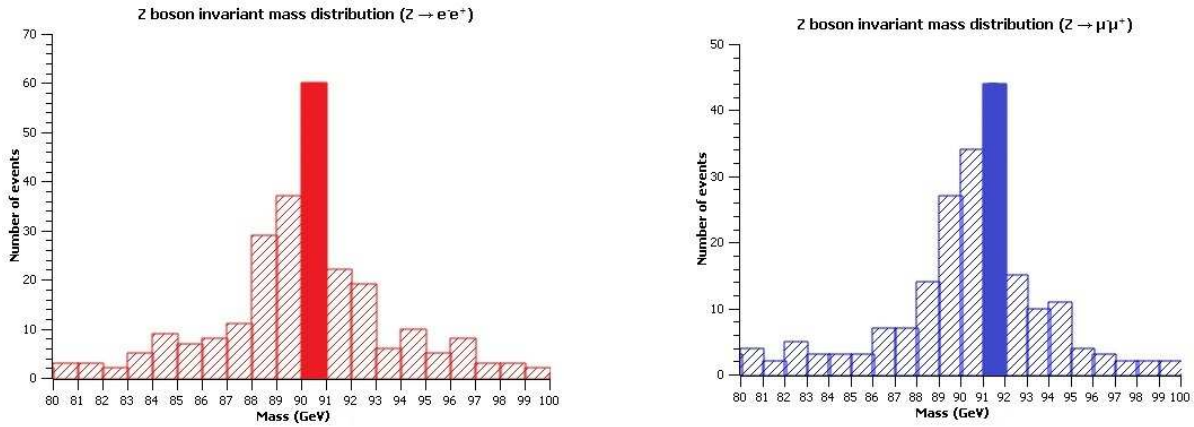 Z boson invariant mass distribution (Z → e⁻e⁺)
70
60
50
40
30
20
10
0
Number of events
80 81 82 83 84 85 86 87 88 89 90 91 92 93 94 95 96 97 98 99 100
Mass (GeV)
Z boson invariant mass distribution (Z → μ⁻μ⁺)
50
40
30
20
10
0
Number of events
80 81 82 83 84 85 86 87 88 89 90 91 92 93 94 95 96 97 98 99 100
Mass (GeV)